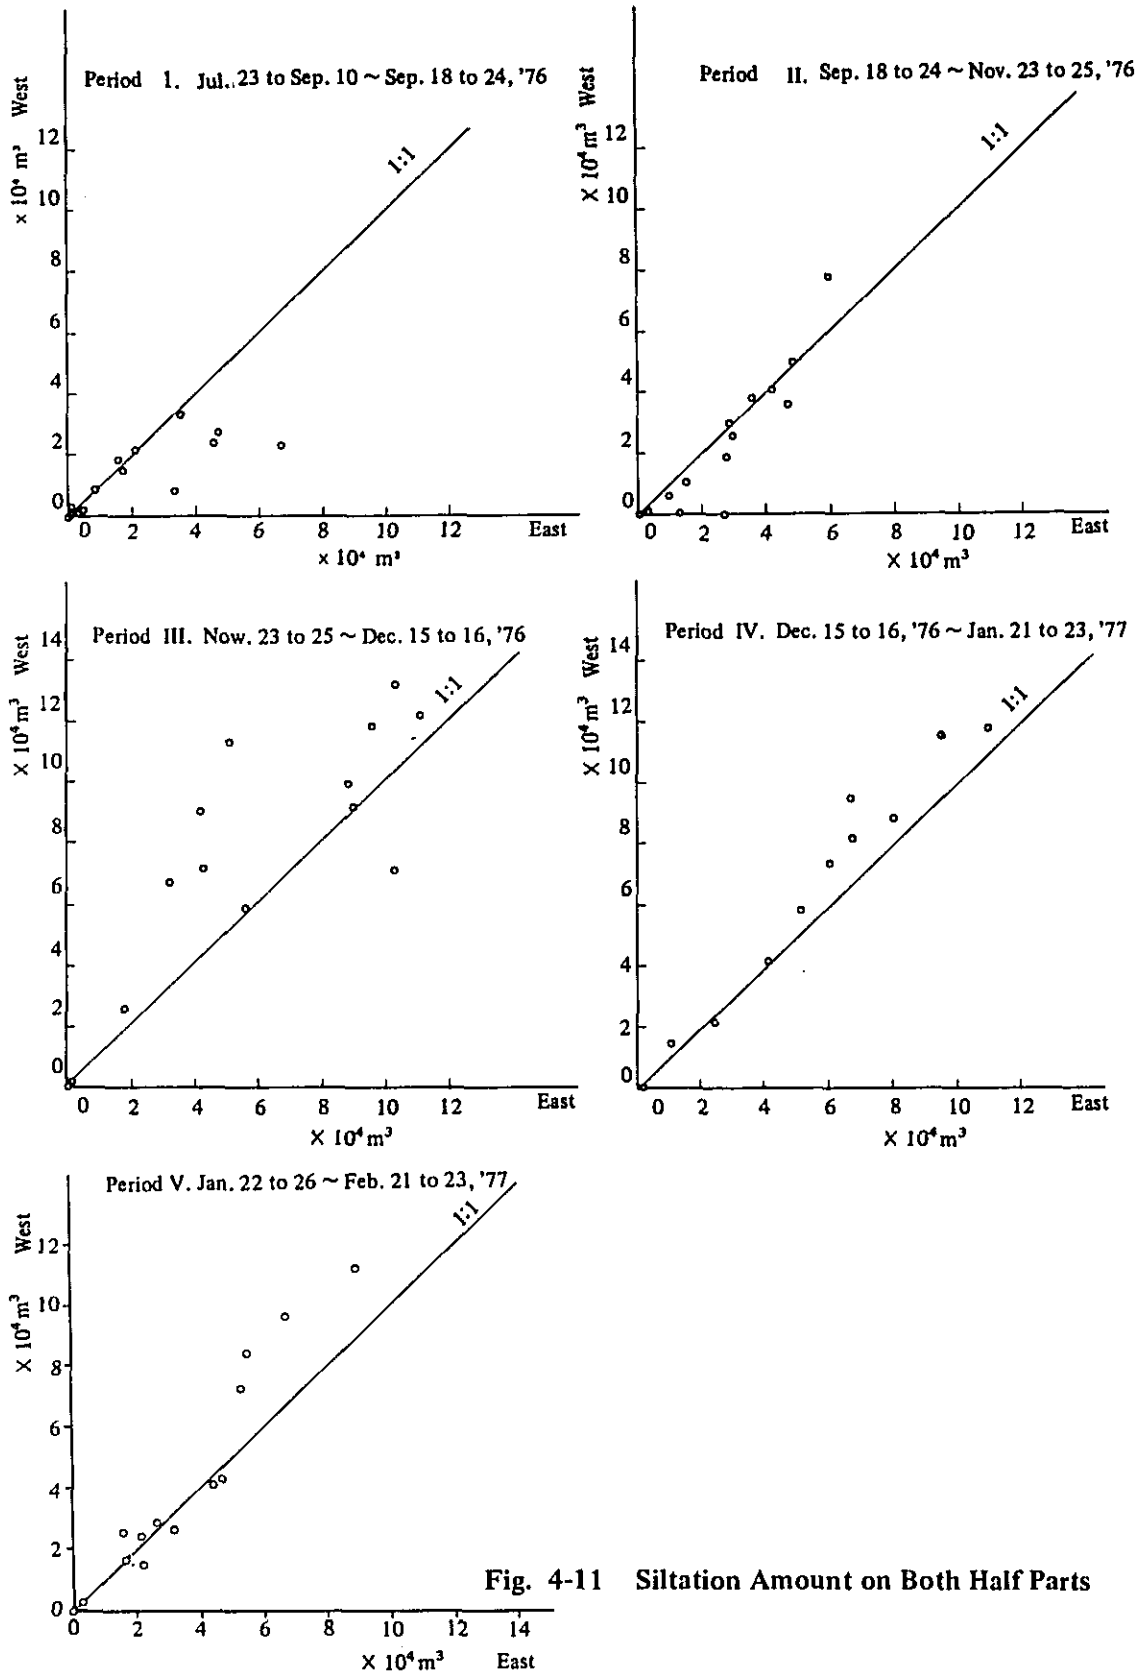 Period I. Jul. 23 to Sep. 10 ~ Sep. 18 to 24, '76
× 10⁴ m³ West
12
10
8
6
4
2
0
1:1
0 2 4 6 8 10 12 East
× 10⁴ m³
Period II. Sep. 18 to 24 ~ Nov. 23 to 25, '76
× 10⁴ m³ West
12
10
8
6
4
2
0
1:1
0 2 4 6 8 10 12 East
× 10⁴ m³
Period III. Now. 23 to 25 ~ Dec. 15 to 16, '76
× 10⁴ m³ West
14
12
10
8
6
4
2
0
1:1
0 2 4 6 8 10 12 East
× 10⁴ m³
Period IV. Dec. 15 to 16, '76 ~ Jan. 21 to 23, '77
× 10⁴ m³ West
14
12
10
8
6
4
2
0
1:1
0 2 4 6 8 10 12 East
× 10⁴ m³
Period V. Jan. 22 to 26 ~ Feb. 21 to 23, '77
× 10⁴ m³ West
12
10
8
6
4
2
0
1:1
0 2 4 6 8 10 12 14
× 10⁴ m³ East
Fig. 4-11 Siltation Amount on Both Half Parts